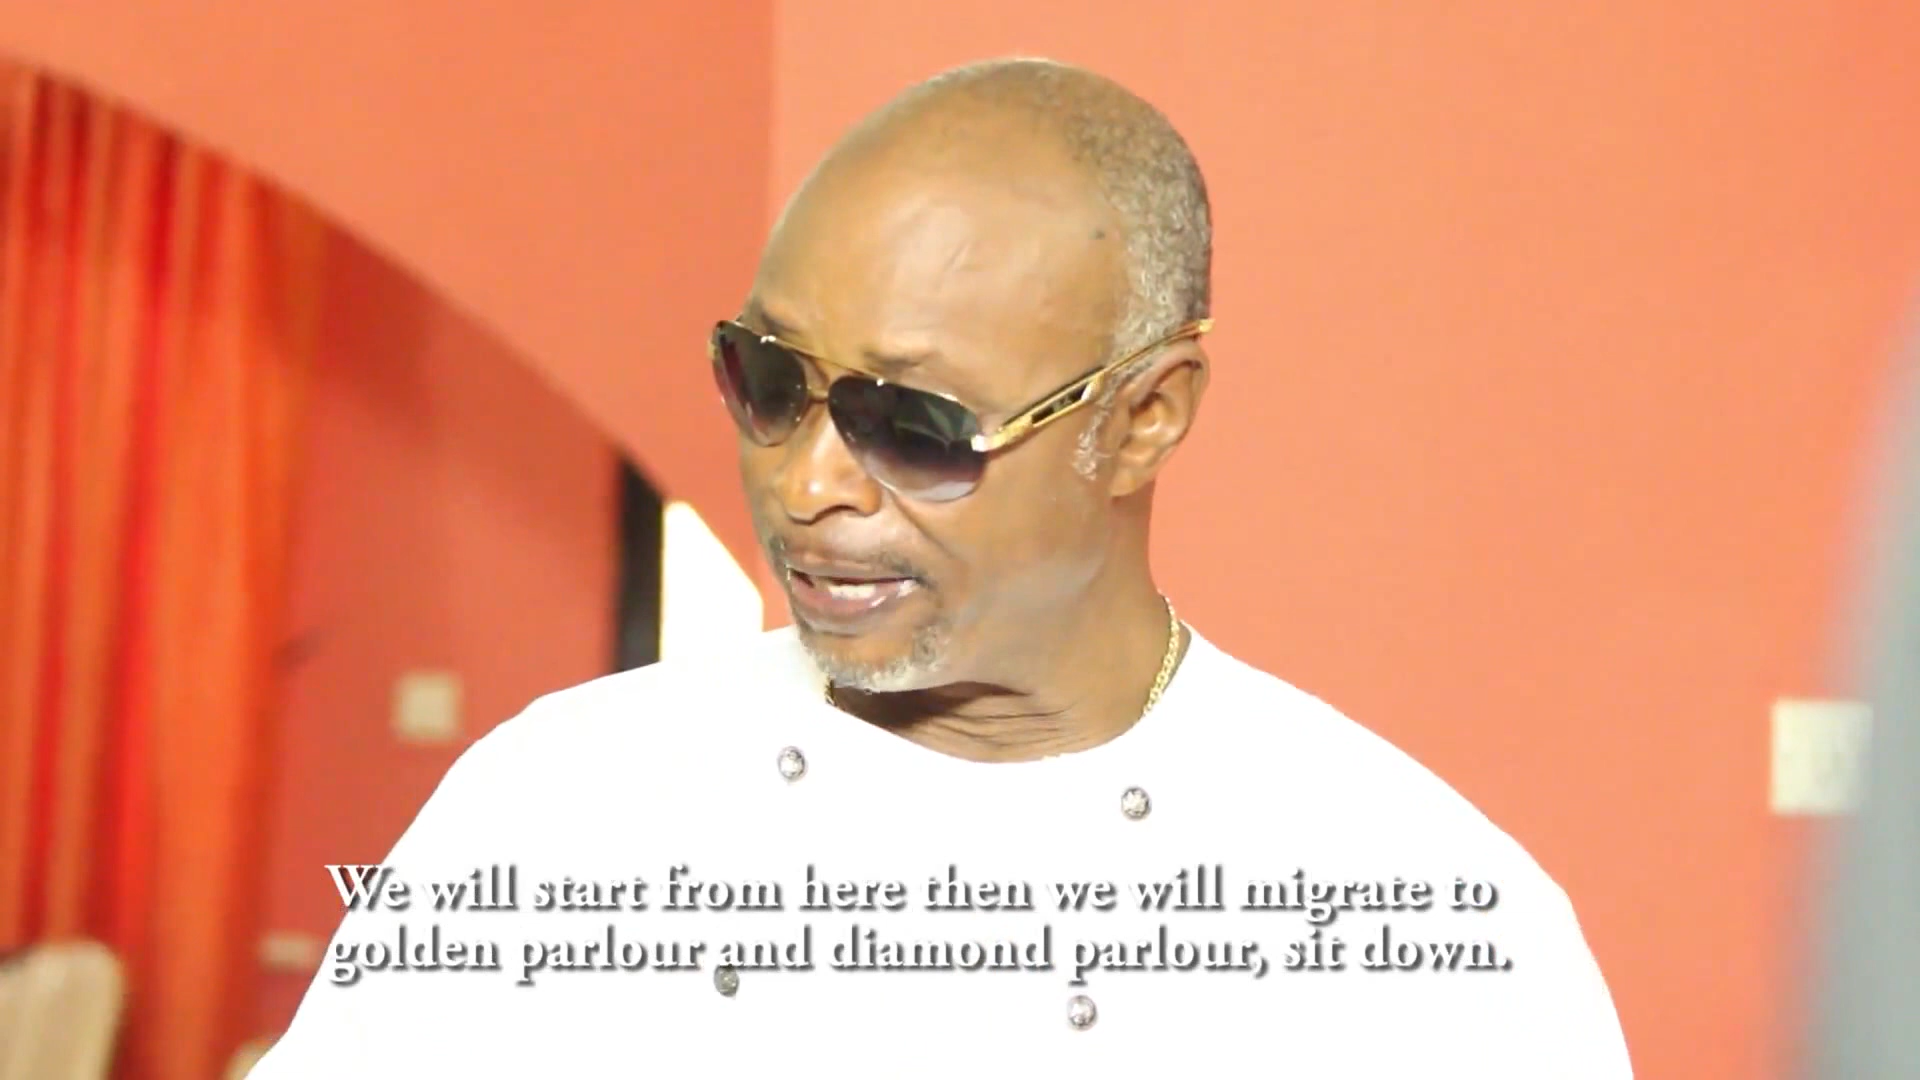 We will start from here then we will migrate to
golden parlour and diamond parlour, sit down.